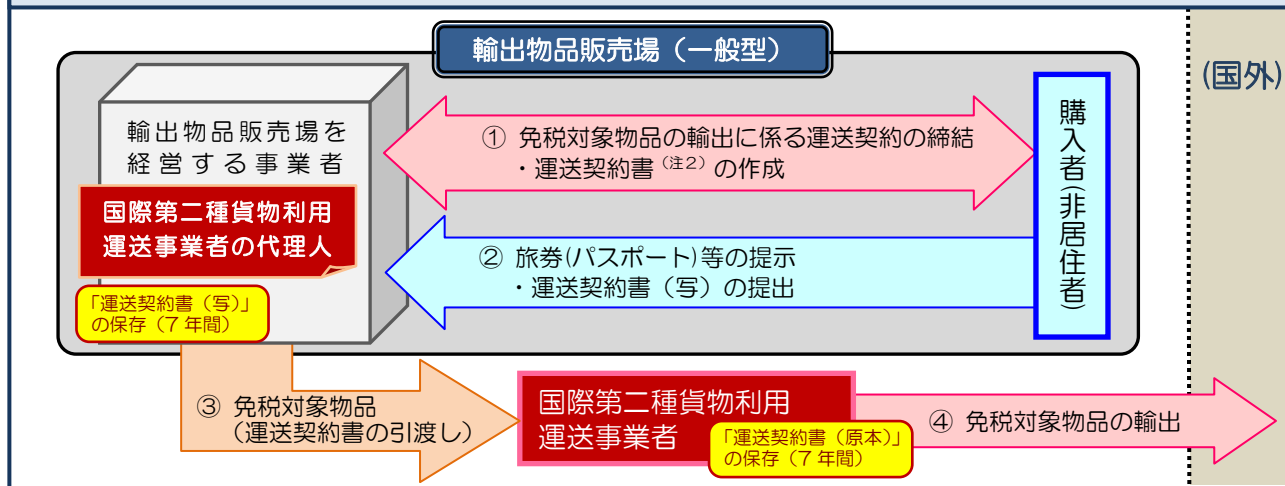 輸出物品販売場（一般型）
(国外)
輸出物品販売場を
経営する事業者
国際第二種貨物利用
運送事業者の代理人
「運送契約書（写）」
の保存（7年間）
① 免税対象物品の輸出に係る運送契約の締結
・運送契約書（注2）の作成
② 旅券(パスポート)等の提示
・運送契約書（写）の提出
購入者(非居住者)
③ 免税対象物品
（運送契約書の引渡し）
国際第二種貨物利用
運送事業者
「運送契約書（原本）」
の保存（7年間）
④ 免税対象物品の輸出